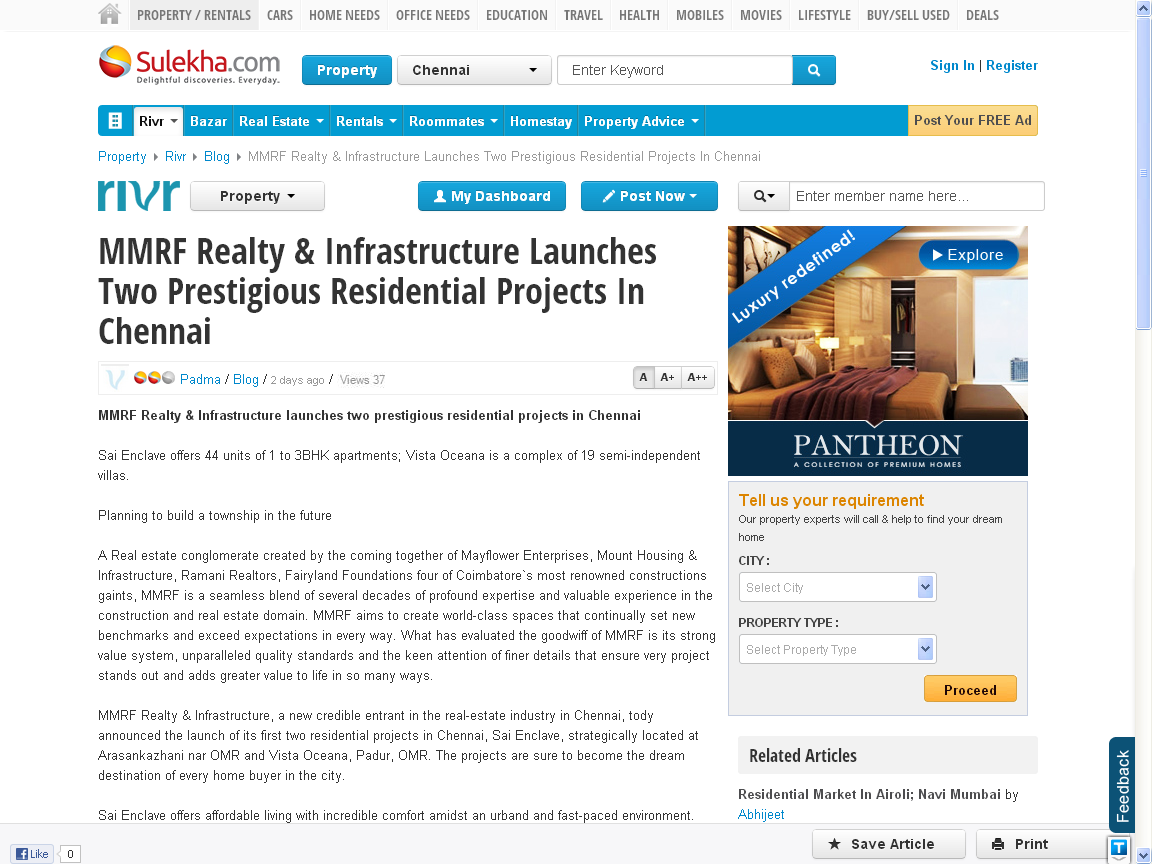 PROPERTY / RENTALS CARS HOME NEEDS OFFICE NEEDS EDUCATION TRAVEL HEALTH MOBILES MOVIES LIFESTYLE BUY/SELL USED DEALS
Sulekha.com
Delightful discoveries. Everyday.
Property Chennai Enter Keyword
Sign In | Register
Rivr Bazar Real Estate Rentals Roommates Homestay Property Advice Post Your FREE Ad
Property Rivr Blog MMRF Realty & Infrastructure Launches Two Prestigious Residential Projects In Chennai
rivr Property My Dashboard Post Now Enter member name here...
MMRF Realty & Infrastructure Launches
Two Prestigious Residential Projects In
Chennai
Padma / Blog / 2 days ago / Views 37 A A+ A++
MMRF Realty & Infrastructure launches two prestigious residential projects in Chennai
Sai Enclave offers 44 units of 1 to 3BHK apartments; Vista Oceana is a complex of 19 semi-independent
villas.
Planning to build a township in the future
A Real estate conglomerate created by the coming together of Mayflower Enterprises, Mount Housing &
Infrastructure, Ramani Realtors, Fairyland Foundations four of Coimbatore`s most renowned constructions
gaints, MMRF is a seamless blend of several decades of profound expertise and valuable experience in the
construction and real estate domain. MMRF aims to create world-class spaces that continually set new
benchmarks and exceed expectations in every way. What has evaluated the goodwiff of MMRF is its strong
value system, unparalleled quality standards and the keen attention of finer details that ensure very project
stands out and adds greater value to life in so many ways.
MMRF Realty & Infrastructure, a new credible entrant in the real-estate industry in Chennai, tody
announced the launch of its first two residential projects in Chennai, Sai Enclave, strategically located at
Arasankazhani nar OMR and Vista Oceana, Padur, OMR. The projects are sure to become the dream
destination of every home buyer in the city.
Sai Enclave offers affordable living with incredible comfort amidst an urband and fast-paced environment.
Luxury redefined!
Explore
PANTHEON
A COLLECTION OF PREMIUM HOMES
Tell us your requirement
Our property experts will call & help to find your dream
home
CITY :
Select City
PROPERTY TYPE :
Select Property Type
Proceed
Related Articles
Residential Market In Airoli; Navi Mumbai by
Abhijeet
Feedback
Like 0
Save Article Print
T